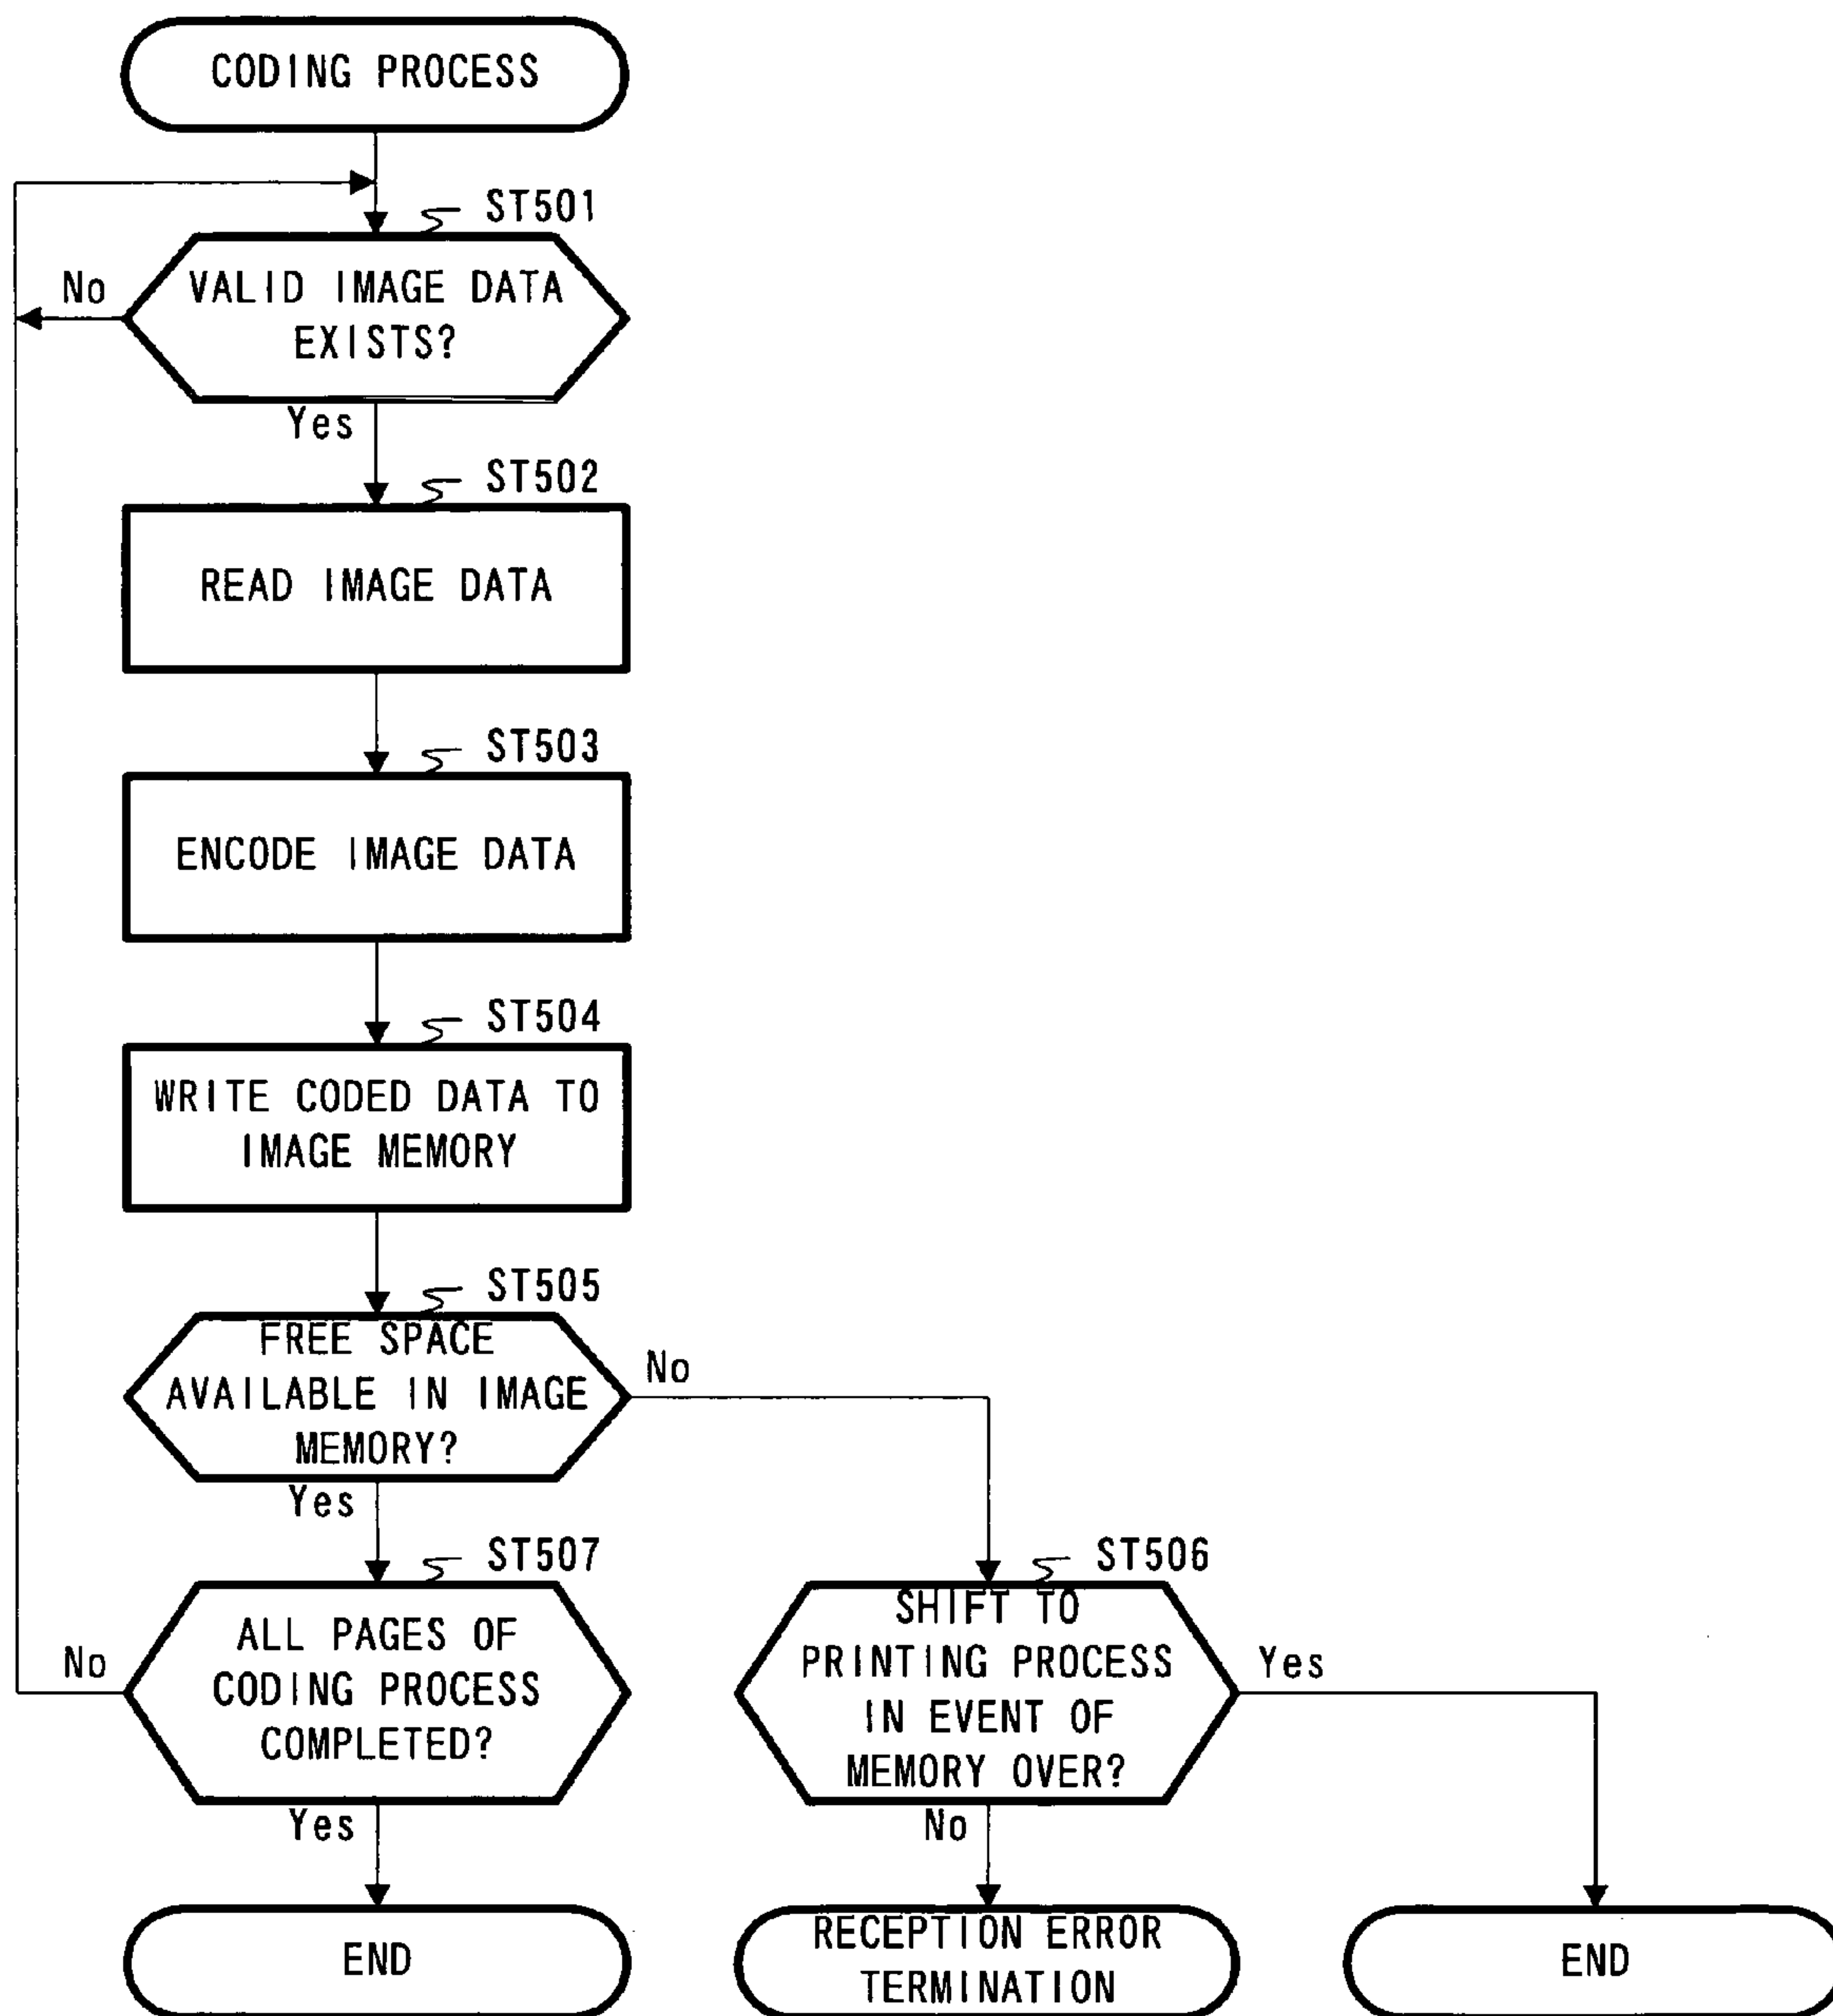 CODING PROCESS
ST501
No
VALID IMAGE DATA
EXISTS?
Yes
ST502
READ IMAGE DATA
ST503
ENCODE IMAGE DATA
ST504
WRITE CODED DATA TO
IMAGE MEMORY
ST505
FREE SPACE
AVAILABLE IN IMAGE
MEMORY?
No
Yes
ST507
ALL PAGES OF
CODING PROCESS
COMPLETED?
No
Yes
ST506
SHIFT TO
PRINTING PROCESS
IN EVENT OF
MEMORY OVER?
Yes
No
END
RECEPTION ERROR
TERMINATION
END